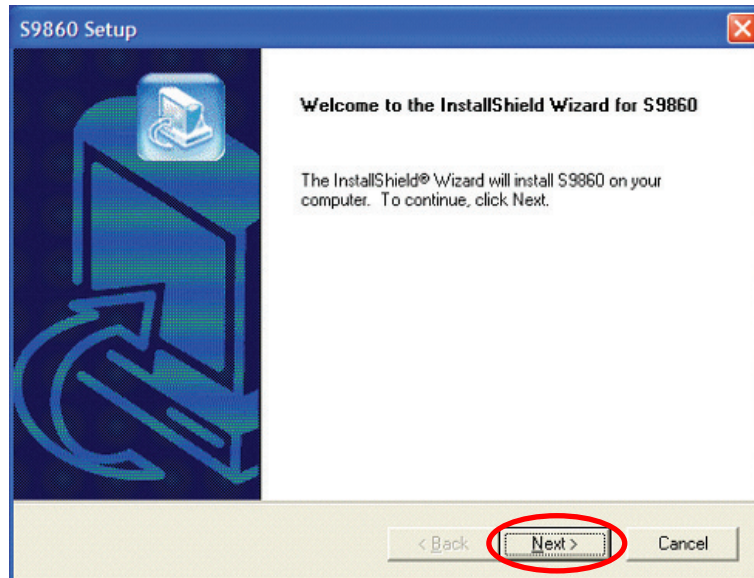 S9860 Setup
Welcome to the InstallShield Wizard for S9860
The InstallShield® Wizard will install S9860 on your
computer. To continue, click Next.
< Back
Next >
Cancel